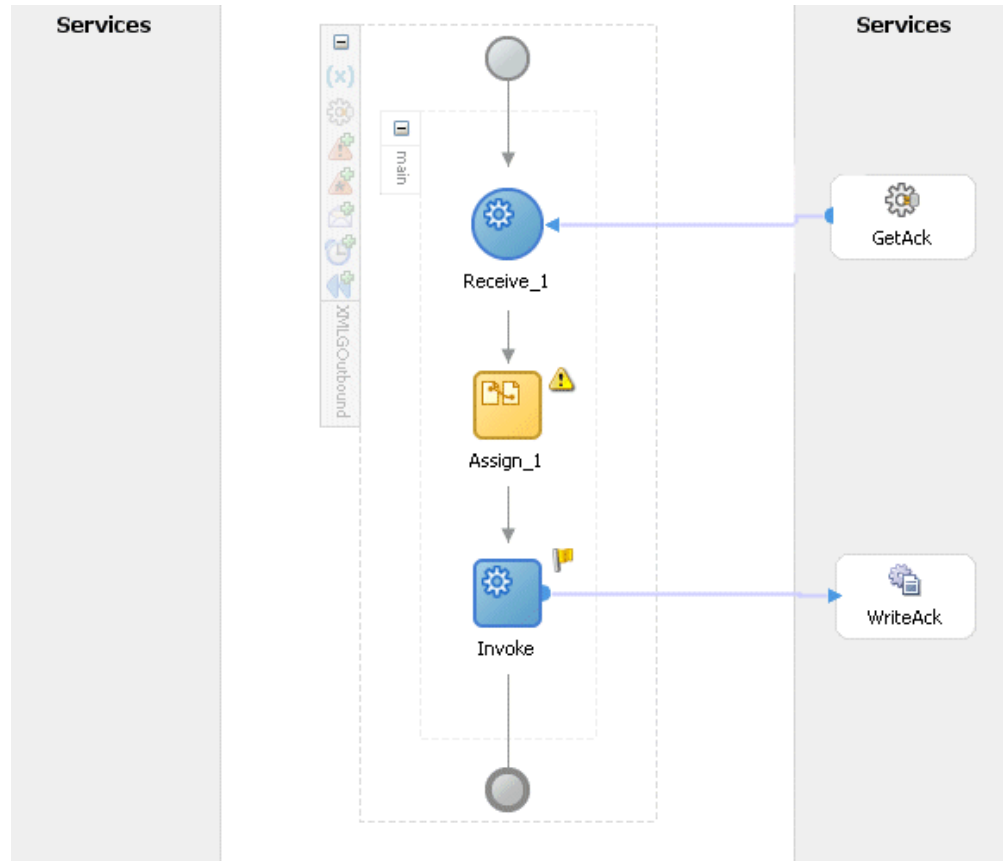 Services
Services
(x)
main
GetAck
Receive_1
XMLGOutbound
Assign_1
WriteAck
Invoke